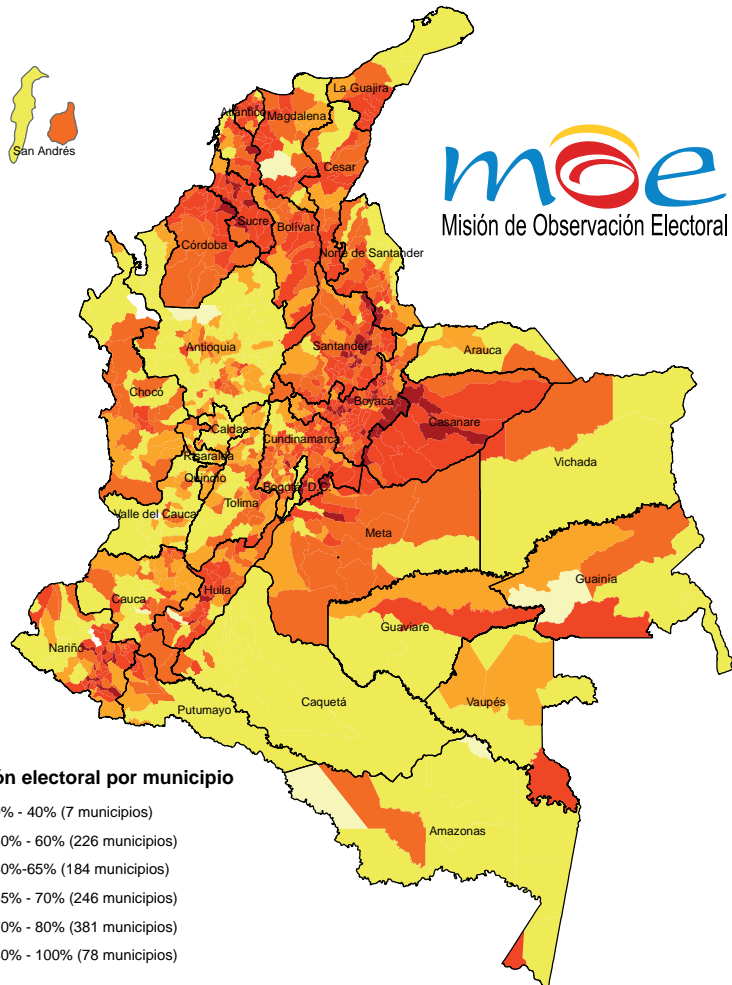 La Guajira
Atlántico
Magdalena
San Andrés
Cesar
moe
Misión de Observación Electoral
Sucre
Bolívar
Córdoba
Norte de Santander
Antioquia
Santander
Arauca
Chocó
Boyacá
Casanare
Caldas
Cundinamarca
Risaralda
Vichada
Quindio
Bogotá, D.C.
Tolima
Valle del Cauca
Meta
Guainía
Huila
Cauca
Guaviare
Nariño
Caquetá
Vaupés
Putumayo
ón electoral por municipio
% - 40% (7 municipios)
0% - 60% (226 municipios)
0%-65% (184 municipios)
5% - 70% (246 municipios)
0% - 80% (381 municipios)
0% - 100% (78 municipios)
Amazonas